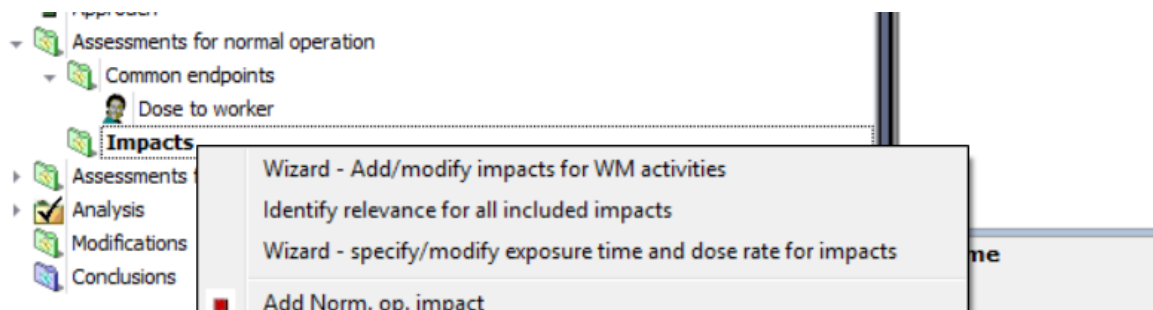 Approach
Assessments for normal operation
Common endpoints
Dose to worker
Impacts
Wizard - Add/modify impacts for WM activities
Assessments
Identify relevance for all included impacts
Analysis
Modifications
Wizard - specify/modify exposure time and dose rate for impacts
me
Conclusions
Add Norm. op. impact